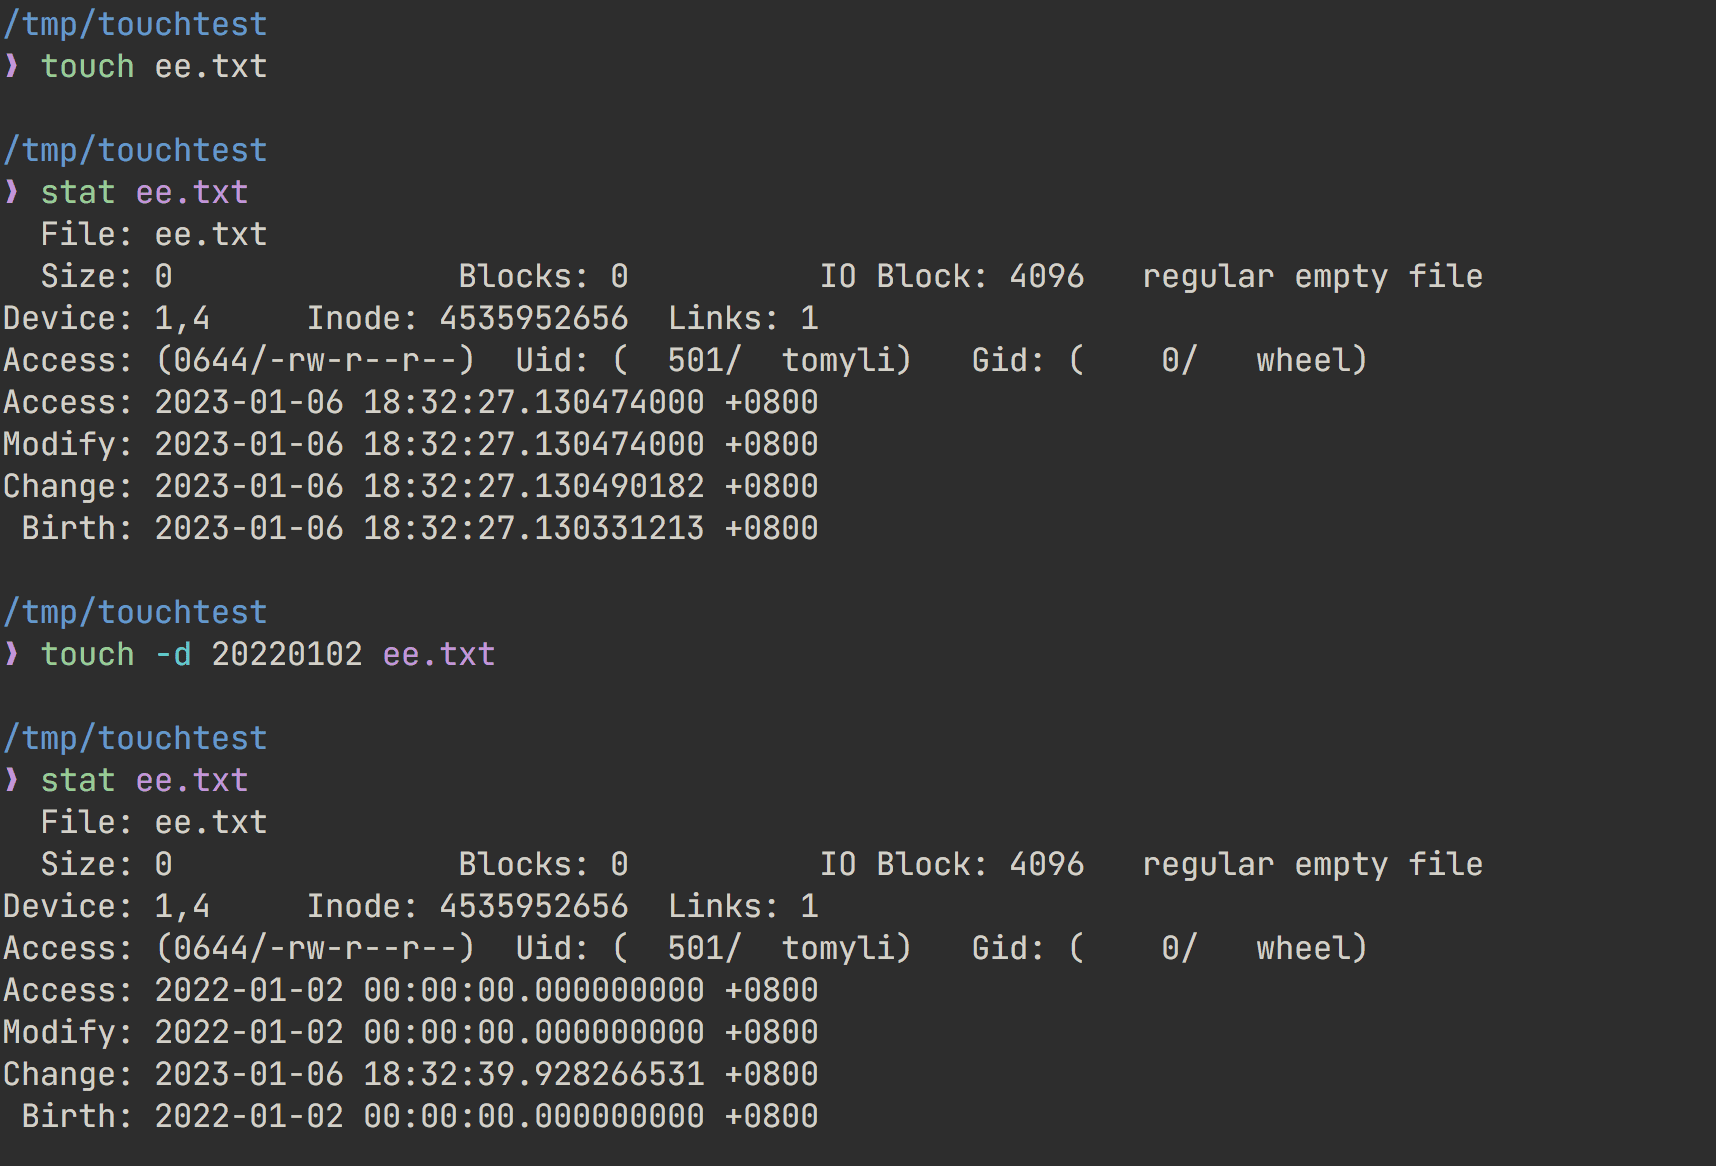 /tmp/touchtest
❯ touch ee.txt
/tmp/touchtest
❯ stat ee.txt
  File: ee.txt
  Size: 0               Blocks: 0          IO Block: 4096   regular empty file
Device: 1,4     Inode: 4535952656  Links: 1
Access: (0644/-rw-r--r--)  Uid: (  501/  tomyli)   Gid: (    0/   wheel)
Access: 2023-01-06 18:32:27.130474000 +0800
Modify: 2023-01-06 18:32:27.130474000 +0800
Change: 2023-01-06 18:32:27.130490182 +0800
 Birth: 2023-01-06 18:32:27.130331213 +0800
/tmp/touchtest
❯ touch -d 20220102 ee.txt
/tmp/touchtest
❯ stat ee.txt
  File: ee.txt
  Size: 0               Blocks: 0          IO Block: 4096   regular empty file
Device: 1,4     Inode: 4535952656  Links: 1
Access: (0644/-rw-r--r--)  Uid: (  501/  tomyli)   Gid: (    0/   wheel)
Access: 2022-01-02 00:00:00.000000000 +0800
Modify: 2022-01-02 00:00:00.000000000 +0800
Change: 2023-01-06 18:32:39.928266531 +0800
 Birth: 2022-01-02 00:00:00.000000000 +0800